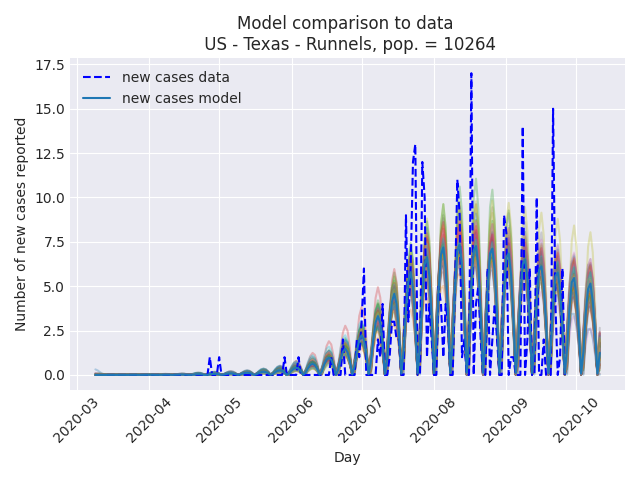 Model comparison to data
US - Texas - Runnels, pop. = 10264
new cases data
new cases model
Number of new cases reported
17.5
15.0
12.5
10.0
7.5
5.0
2.5
0.0
2020-03
2020-04
2020-05
2020-06
2020-07
2020-08
2020-09
2020-10
Day